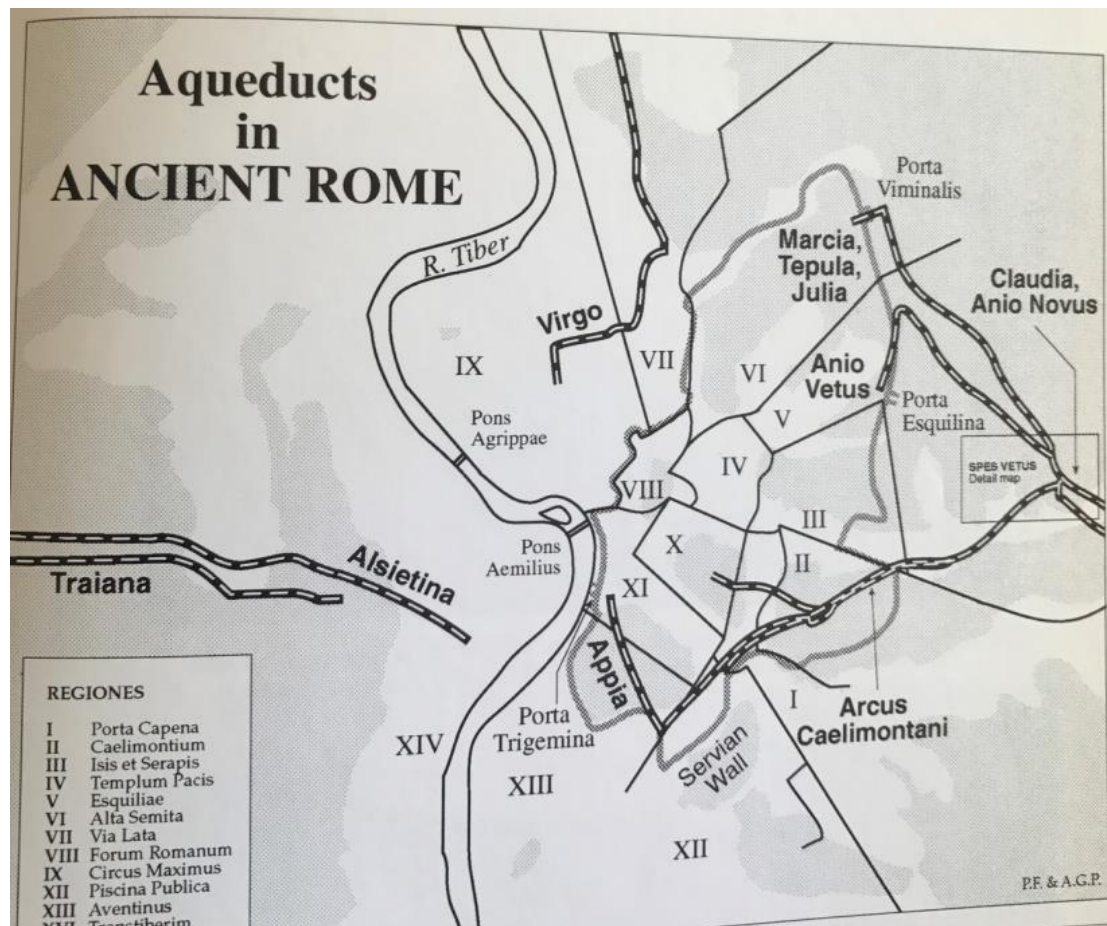 Aqueducts
in
ANCIENT ROME
R. Tiber
Porta
Viminalis
Marcia,
Tepula,
Julia
Claudia,
Anio Novus
Virgo
IX
VII
VI
Anio
Vetus
Porta
Esquilina
V
Pons
Agrippae
IV
SPES VETUS
Detail map
VIII
III
Pons
Aemilius
X
II
Alsietina
Traiana
XI
Appia
I
Arcus
Caelimontani
Porta
Trigemina
XIV
XIII
Servian
Wall
XII
REGIONES
I Porta Capena
II Caelimontium
III Isis et Serapis
IV Templum Pacis
V Esquiliae
VI Alta Semita
VII Via Lata
VIII Forum Romanum
IX Circus Maximus
XII Piscina Publica
XIII Aventinus
XVI Transtiberim
P.F. & A.G.P.